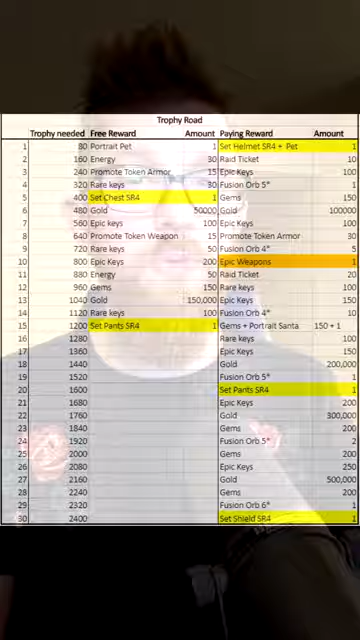 Trophy Road
Trophy needed Free Reward Amount Paying Reward Amount
1 80 Portrait Pet 1 Set Helmet SR4 + Pet 1
2 160 Energy 30 Raid Ticket 10
3 240 Promote Token Armor 15 Epic Keys 100
4 320 Rare keys 30 Fusion Orb 5* 1
5 400 Set Chest SR4 1 Gems 150
6 480 Gold 50000 Gold 100000
7 560 Epic Keys 100 Epic Keys 100
8 640 Promote Token Weapon 15 Promote Token Armor 30
9 720 Rare keys 50 Fusion Orb 4* 5
10 800 Epic Keys 200 Epic Weapons 1
11 880 Energy 50 Raid Ticket 20
12 960 Gems 150 Rare keys 100
13 1040 Gold 150,000 Epic Keys 150
14 1120 Rare keys 100 Fusion Orb 4*
15 1200 Set Pants SR4 1 Gems + Portrait Santa 150 + 1
16 1280 Rare keys 100
17 1360 Epic Keys 150
18 1440 Gold 200,000
19 1520 Fusion Orb 5* 1
20 1600 Set Pants SR4 1
21 1680 Epic Keys 200
22 1760 Gold 300,000
23 1840 Gems 200
24 1920 Fusion Orb 5*
25 2000 Gems 200
26 2080 Epic Keys 250
27 2160 Gold 500,000
28 2240 Gems 200
29 2320 Fusion Orb 6* 1
30 2400 Set Shield SR4 1